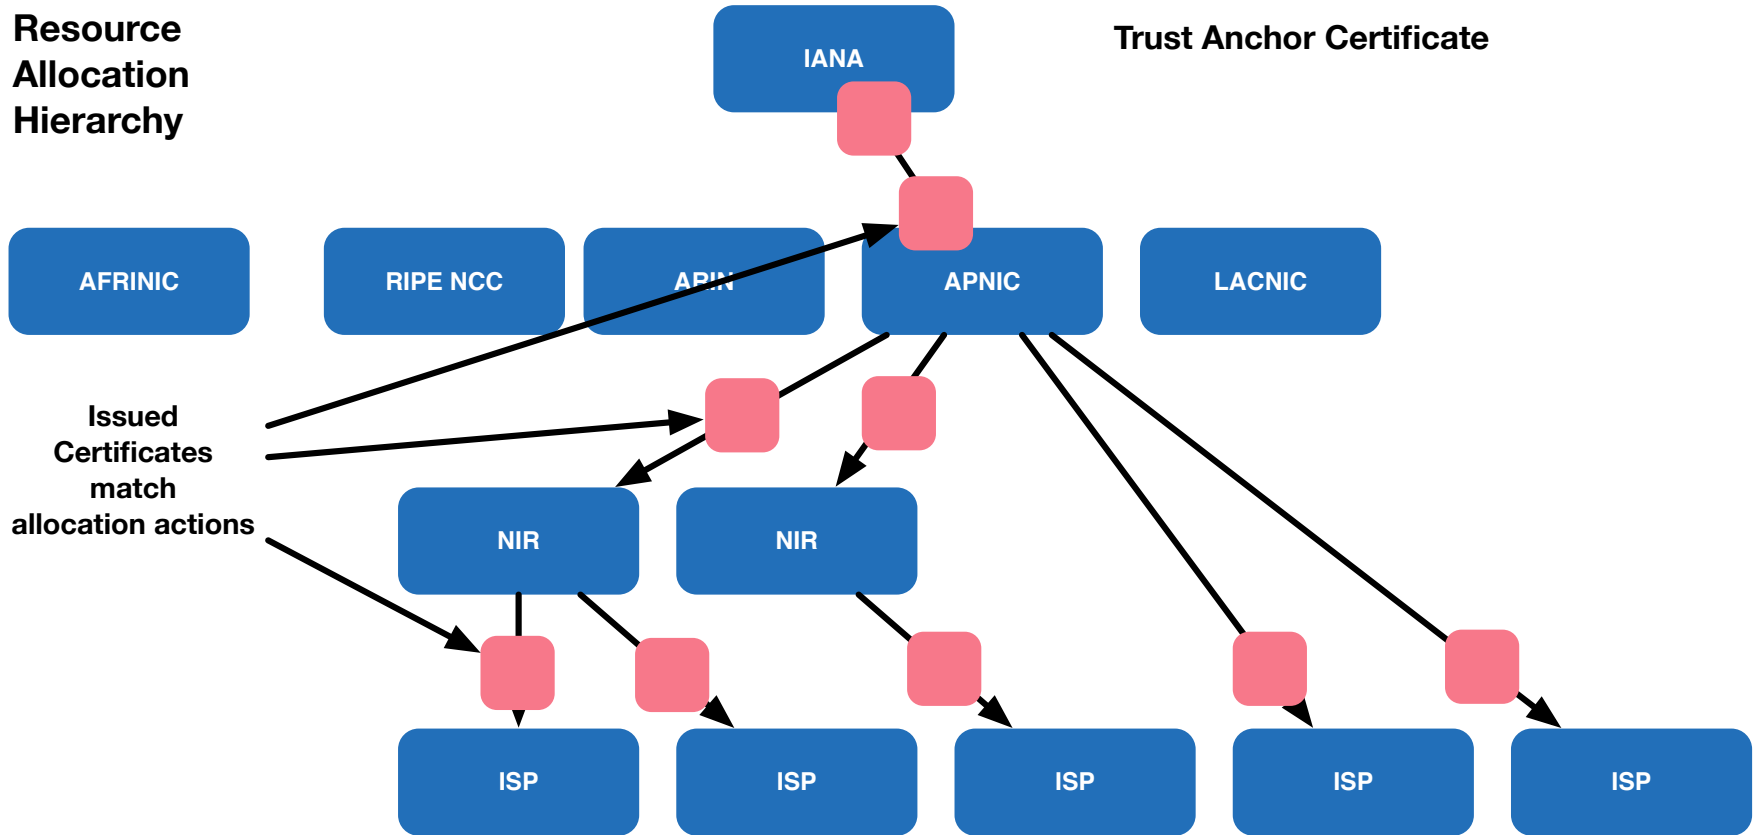 Resource
Allocation
Hierarchy
Trust Anchor Certificate
IANA
AFRINIC
RIPE NCC
ARIN
APNIC
LACNIC
Issued
Certificates
match
allocation actions
NIR
NIR
ISP
ISP
ISP
ISP
ISP